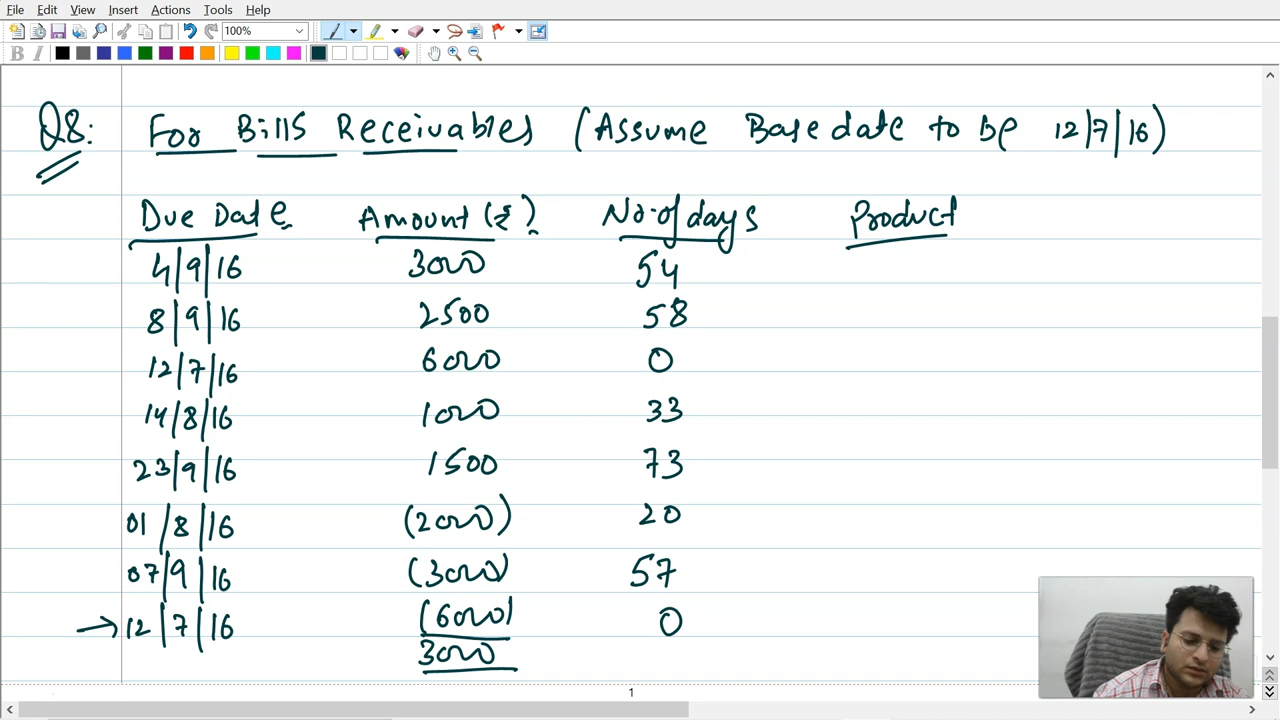 File Edit View Insert Actions Tools Help
100%
B I
Q8: For Bills Receivables (Assume Base date to be 12/7/16)
Due Date Amount (₹) No. of days Product
4/9/16 3000 54
8/9/16 2500 58
12/7/16 6000 0
14/8/16 1000 33
23/9/16 1500 73
01/8/16 (2000) 20
07/9/16 (3000) 57
→ 12/7/16 (6000) 0
3000
1